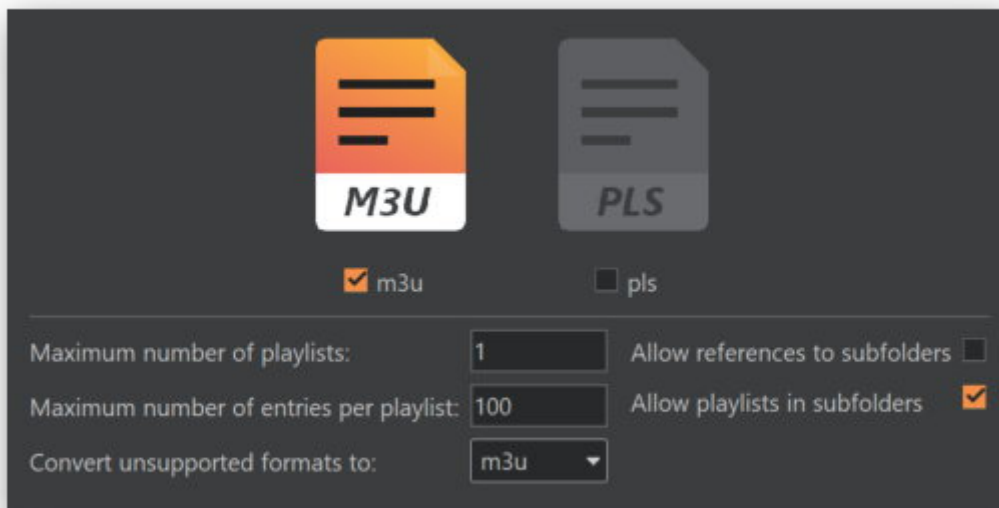 M3U PLS
m3u pls
Maximum number of playlists: 1 Allow references to subfolders
Maximum number of entries per playlist: 100 Allow playlists in subfolders
Convert unsupported formats to: m3u